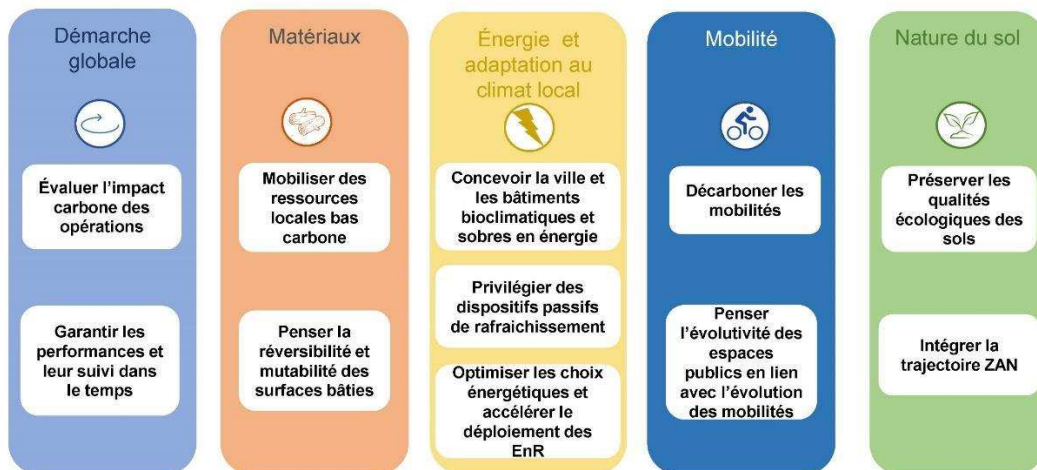 Démarche
globale
Évaluer l'impact
carbone des
opérations
Garantir les
performances et
leur suivi dans
le temps
Matériaux
Mobiliser des
ressources
locales bas
carbone
Penser la
réversibilité et
mutabilité des
surfaces bâties
Énergie et
adaptation au
climat local
Concevoir la ville et
les bâtiments
bioclimatiques et
sobres en énergie
Privilégier des
dispositifs passifs
de rafraichissement
Optimiser les choix
énergétiques et
accélérer le
déploiement des
EnR
Mobilité
Décarboner les
mobilités
Penser
l'évolutivité des
espaces
publics en lien
avec l'évolution
des mobilités
Nature du sol
Préserver les
qualités
écologiques des
sols
Intégrer la
trajectoire ZAN